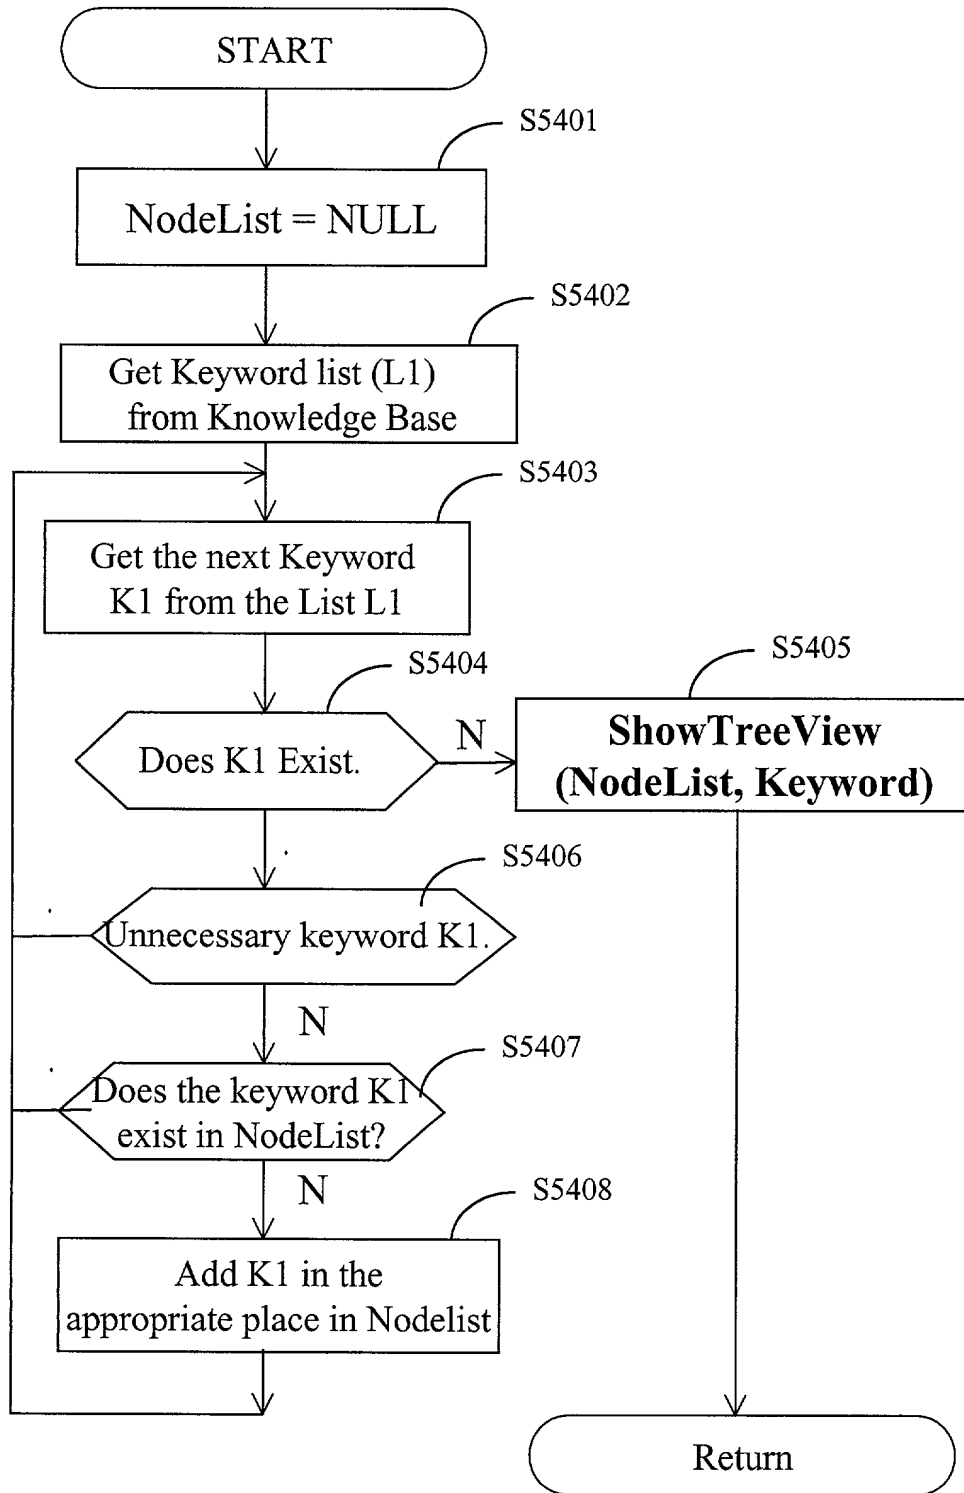 START
S5401
NodeList = NULL
S5402
Get Keyword list (L1)
from Knowledge Base
S5403
Get the next Keyword
K1 from the List L1
S5404
Does K1 Exist.
N
S5405
ShowTreeView
(NodeList, Keyword)
S5406
Unnecessary keyword K1.
N
S5407
Does the keyword K1
exist in NodeList?
N
S5408
Add K1 in the
appropriate place in Nodelist
Return